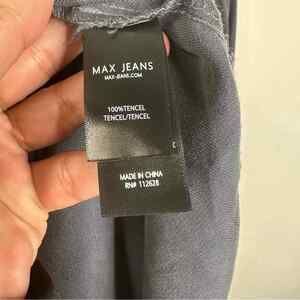 MAX JEANS
MAX-JEANS.COM
100%TENCEL
TENCEL/TENCEL
MADE IN CHINA
RN# 112628